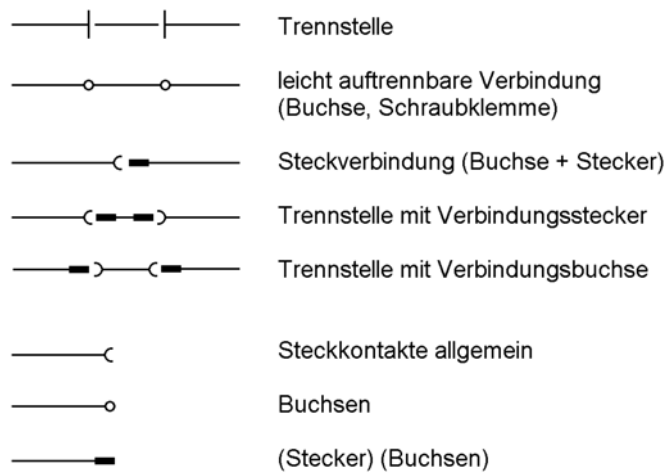 Trennstelle
leicht auftrennbare Verbindung
(Buchse, Schraubklemme)
Steckverbindung (Buchse + Stecker)
Trennstelle mit Verbindungsstecker
Trennstelle mit Verbindungsbuchse
Steckkontakte allgemein
Buchsen
(Stecker) (Buchsen)